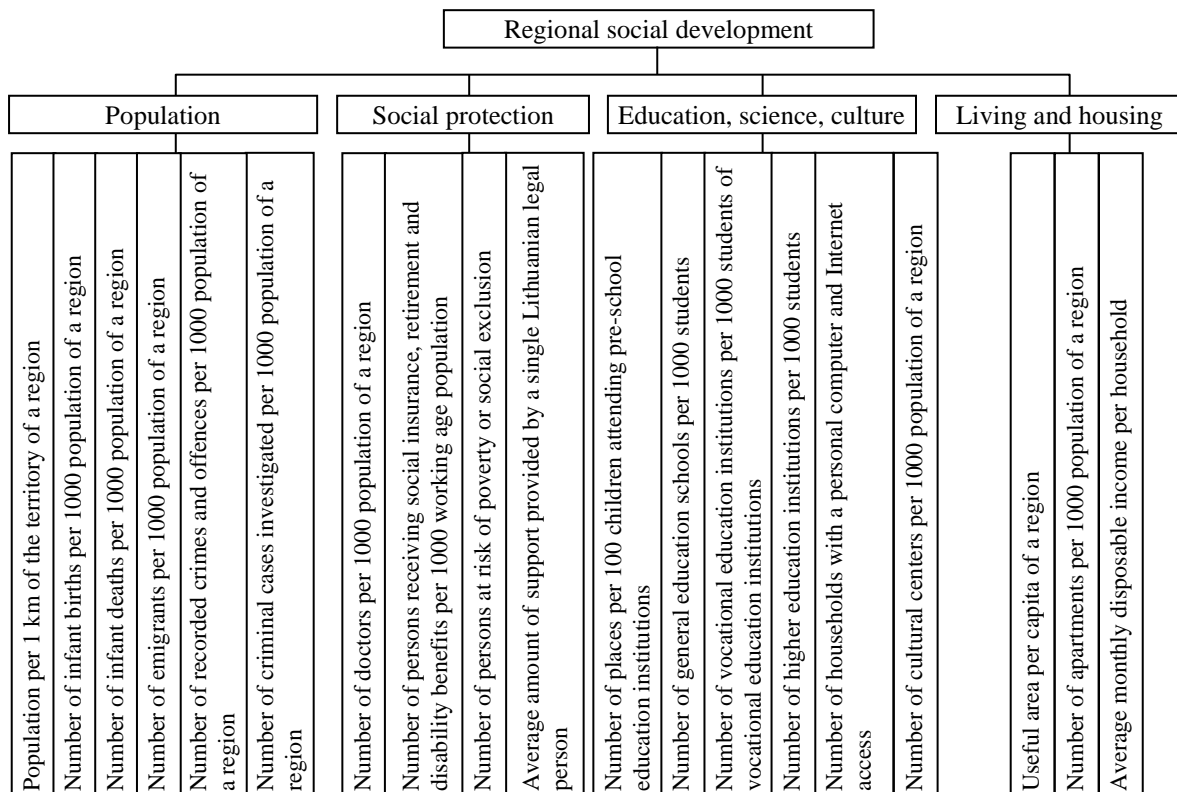 Regional social development
Population
Social protection
Education, science, culture
Living and housing
Population per 1 km of the territory of a region
Number of infant births per 1000 population of a region
Number of infant deaths per 1000 population of a region
Number of emigrants per 1000 population of a region
Number of recorded crimes and offences per 1000 population of
a region
Number of criminal cases investigated per 1000 population of a
region
Number of doctors per 1000 population of a region
Number of persons receiving social insurance, retirement and
disability benefits per 1000 working age population
Number of persons at risk of poverty or social exclusion
Average amount of support provided by a single Lithuanian legal
person
Number of places per 100 children attending pre-school
education institutions
Number of general education schools per 1000 students
Number of vocational education institutions per 1000 students of
vocational education institutions
Number of higher education institutions per 1000 students
Number of households with a personal computer and Internet
access
Number of cultural centers per 1000 population of a region
Useful area per capita of a region
Number of apartments per 1000 population of a region
Average monthly disposable income per household